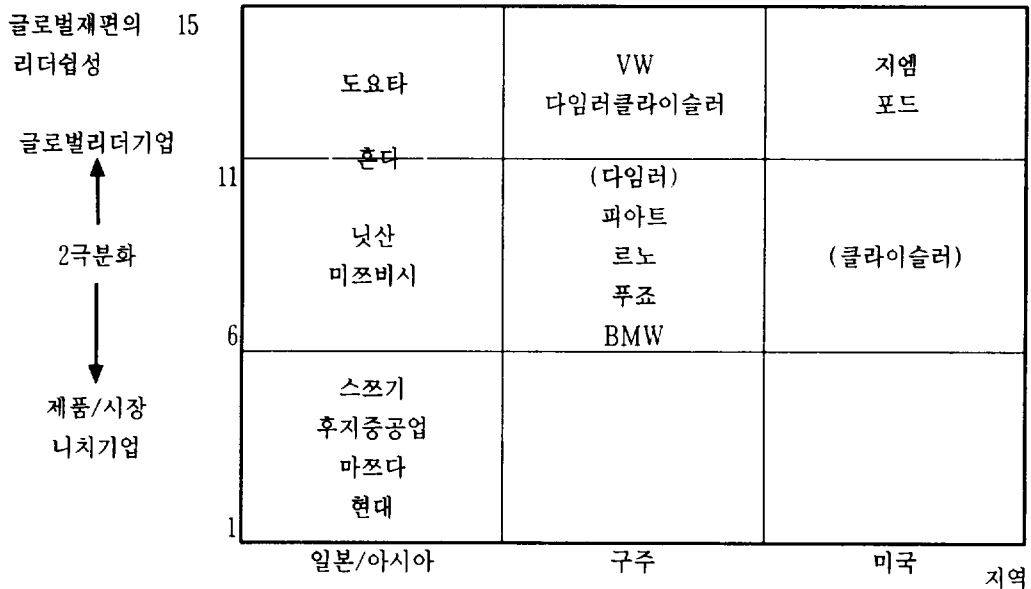 글로벌재편의 15
리더쉽성
글로벌리더기업
11
2극분화
6
제품/시장
니치기업
1
도요타
혼다
닛산
미쯔비시
스쯔기
후지중공업
마쯔다
현대
VW
다임러클라이슬러
(다임러)
피아트
르노
푸죠
BMW
지엠
포드
(클라이슬러)
일본/아시아 구주 미국
지역